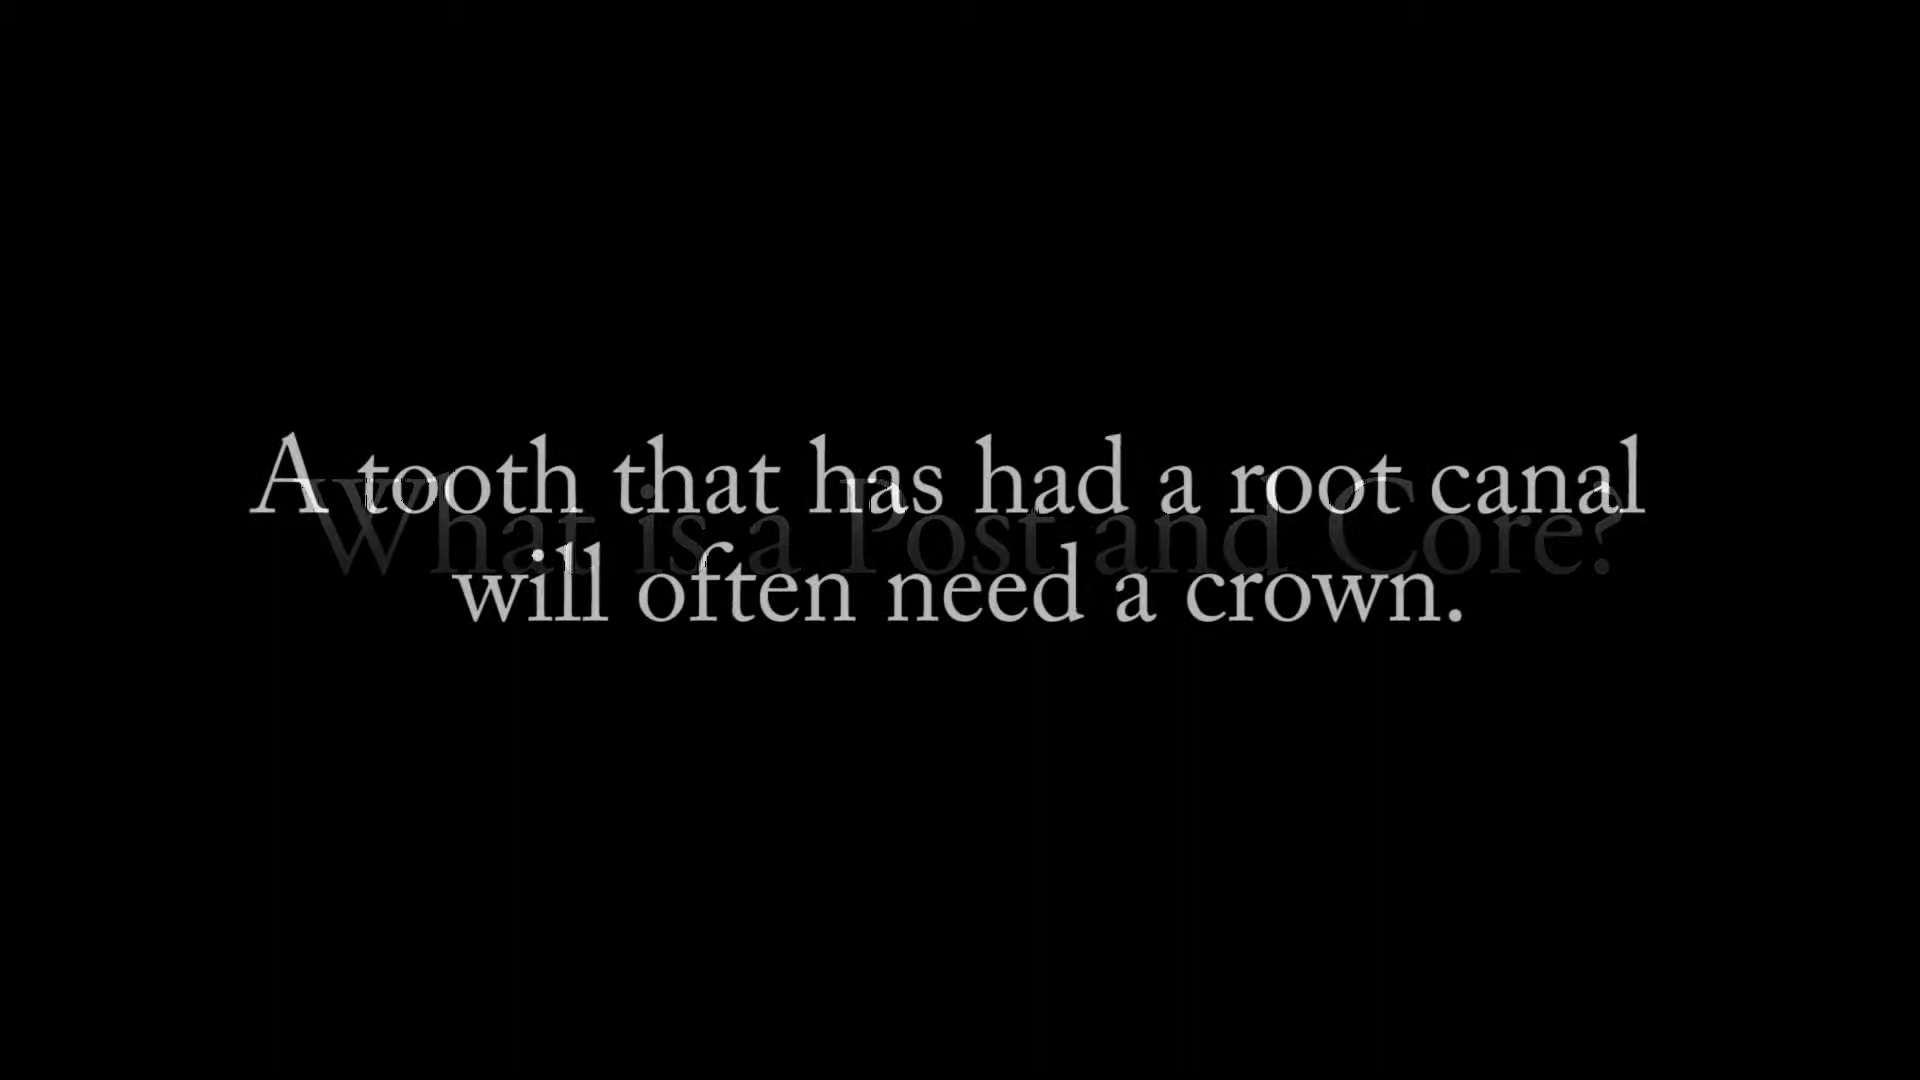 A tooth that has had a root canal
What is a Post and Core?
will often need a crown.